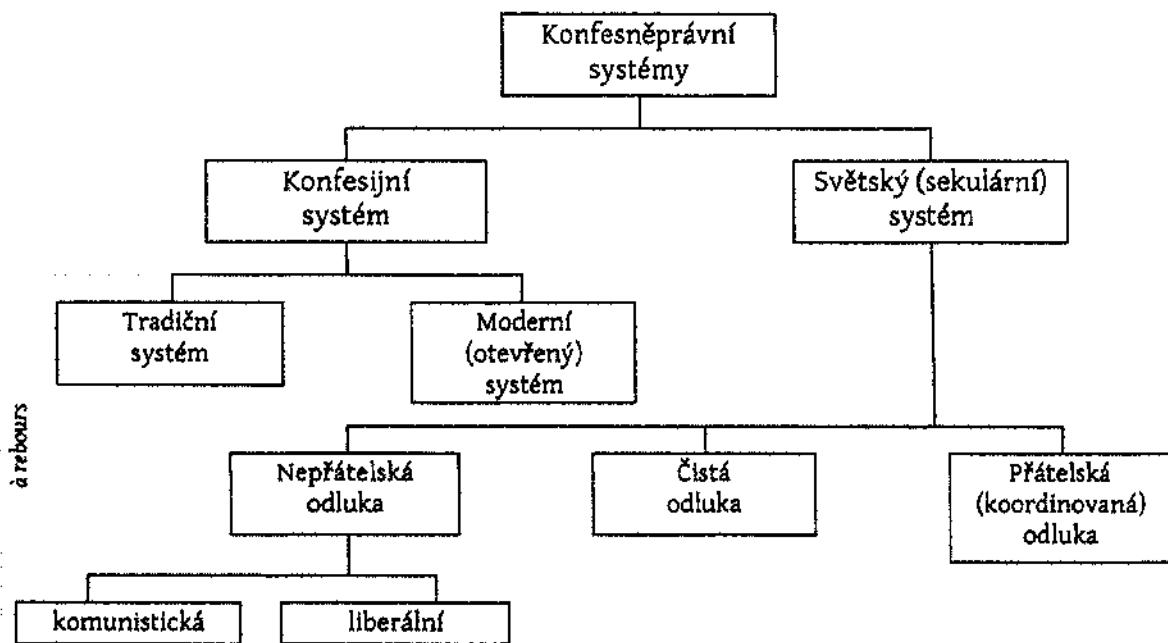 Konfesněprávní
systémy
Konfesijní
systém
Světský (sekulární)
systém
Tradiční
systém
Moderní
(otevřený)
systém
à rebours
Nepřátelská
odluka
Čistá
odluka
Přátelská
(koordinovaná)
odluka
komunistická
liberální